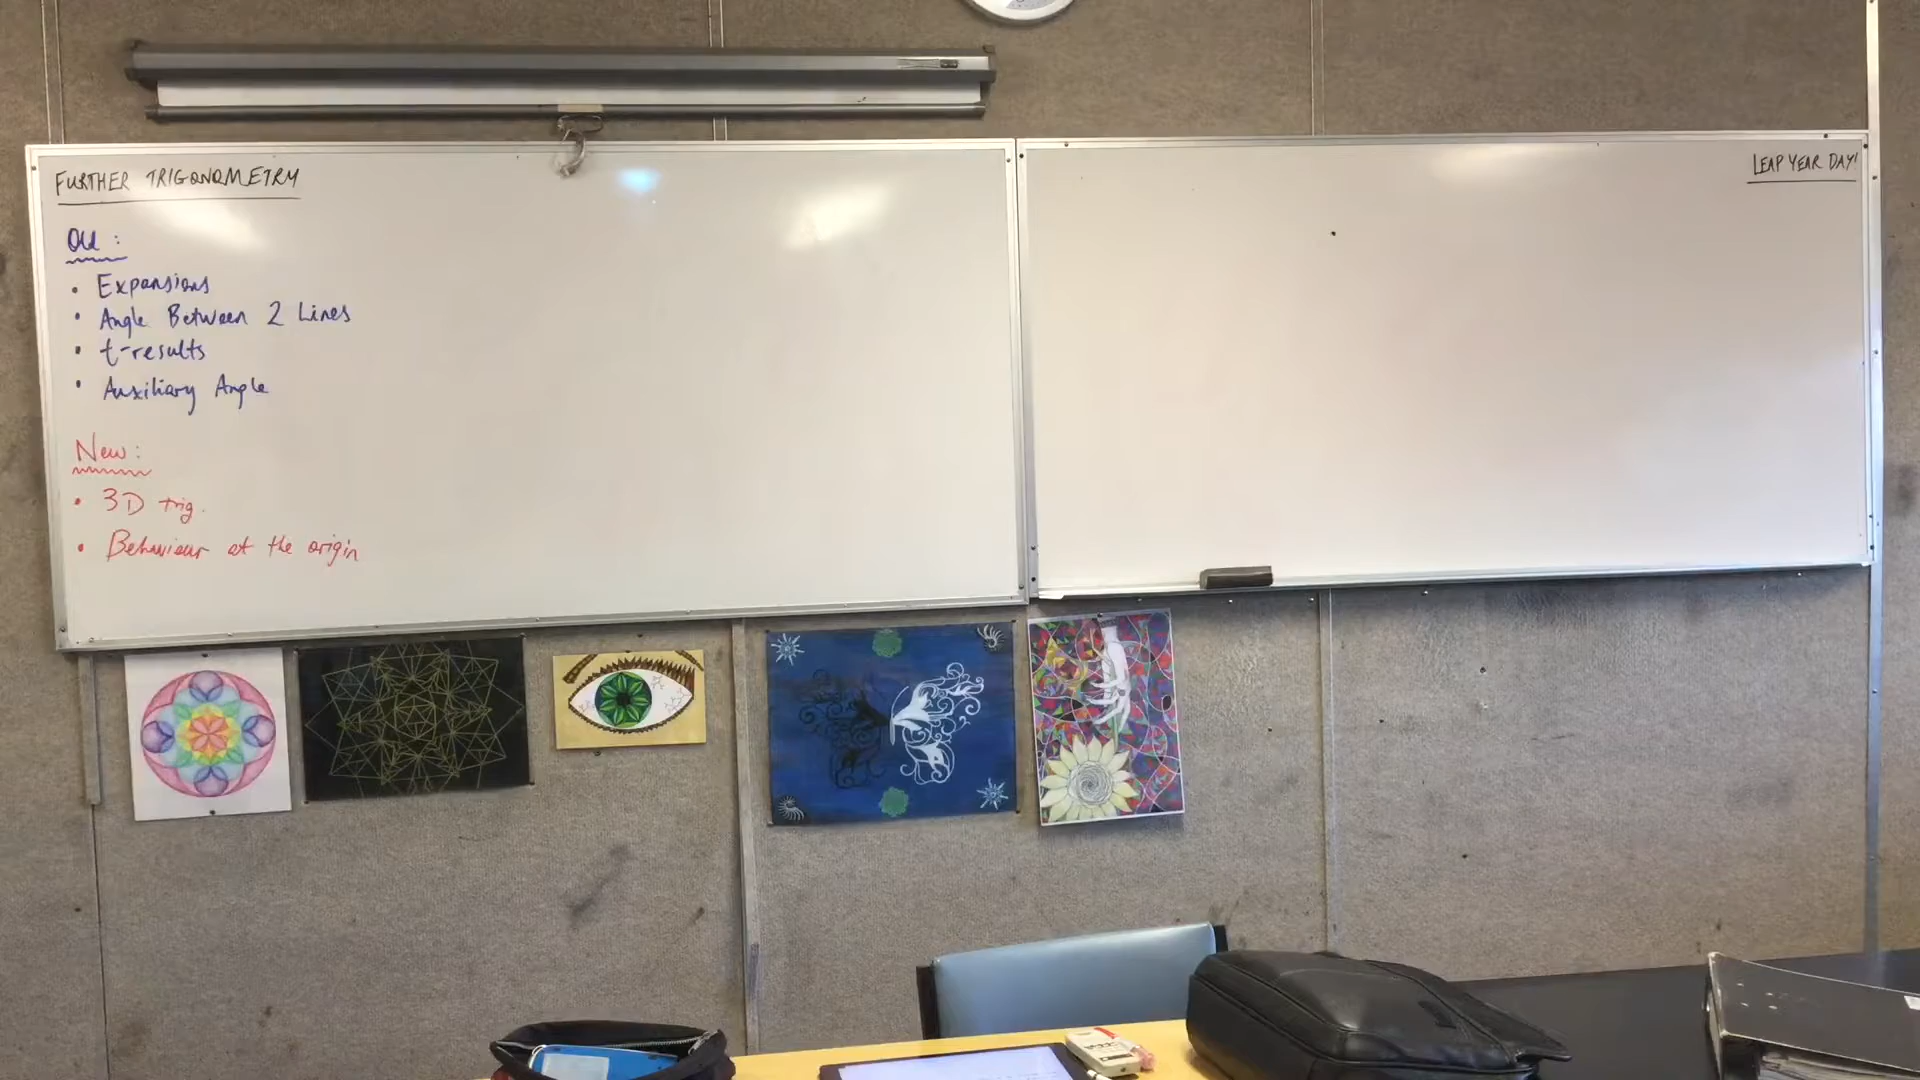 FURTHER TRIGONOMETRY
LEAP YEAR DAY!
Old :
• Expansions
• Angle Between 2 Lines
• t-results
• Auxiliary Angle
New :
• 3D trig.
• Behaviour at the origin